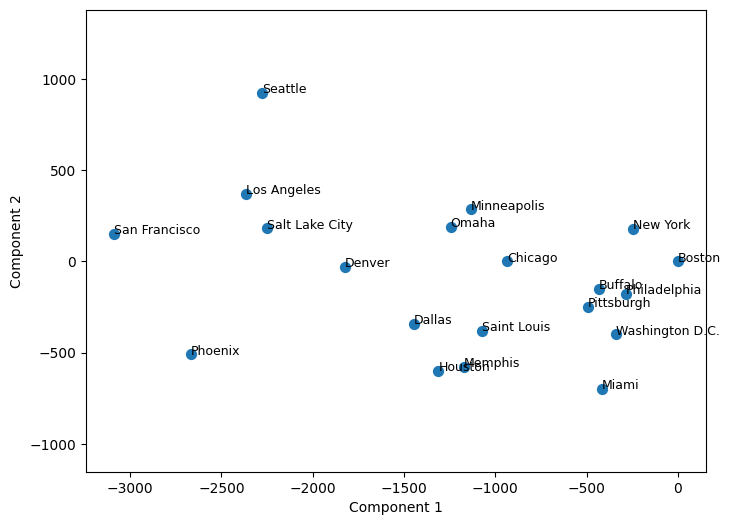 1000
500
0
−500
−1000
Component 2
Seattle
Los Angeles
Salt Lake City
San Francisco
Minneapolis
Omaha
New York
Denver
Chicago
Boston
Buffalo
Philadelphia
Pittsburgh
Dallas
Saint Louis
Washington D.C.
Phoenix
Houston
Memphis
Miami
−3000 −2500 −2000 −1500 −1000 −500 0
Component 1